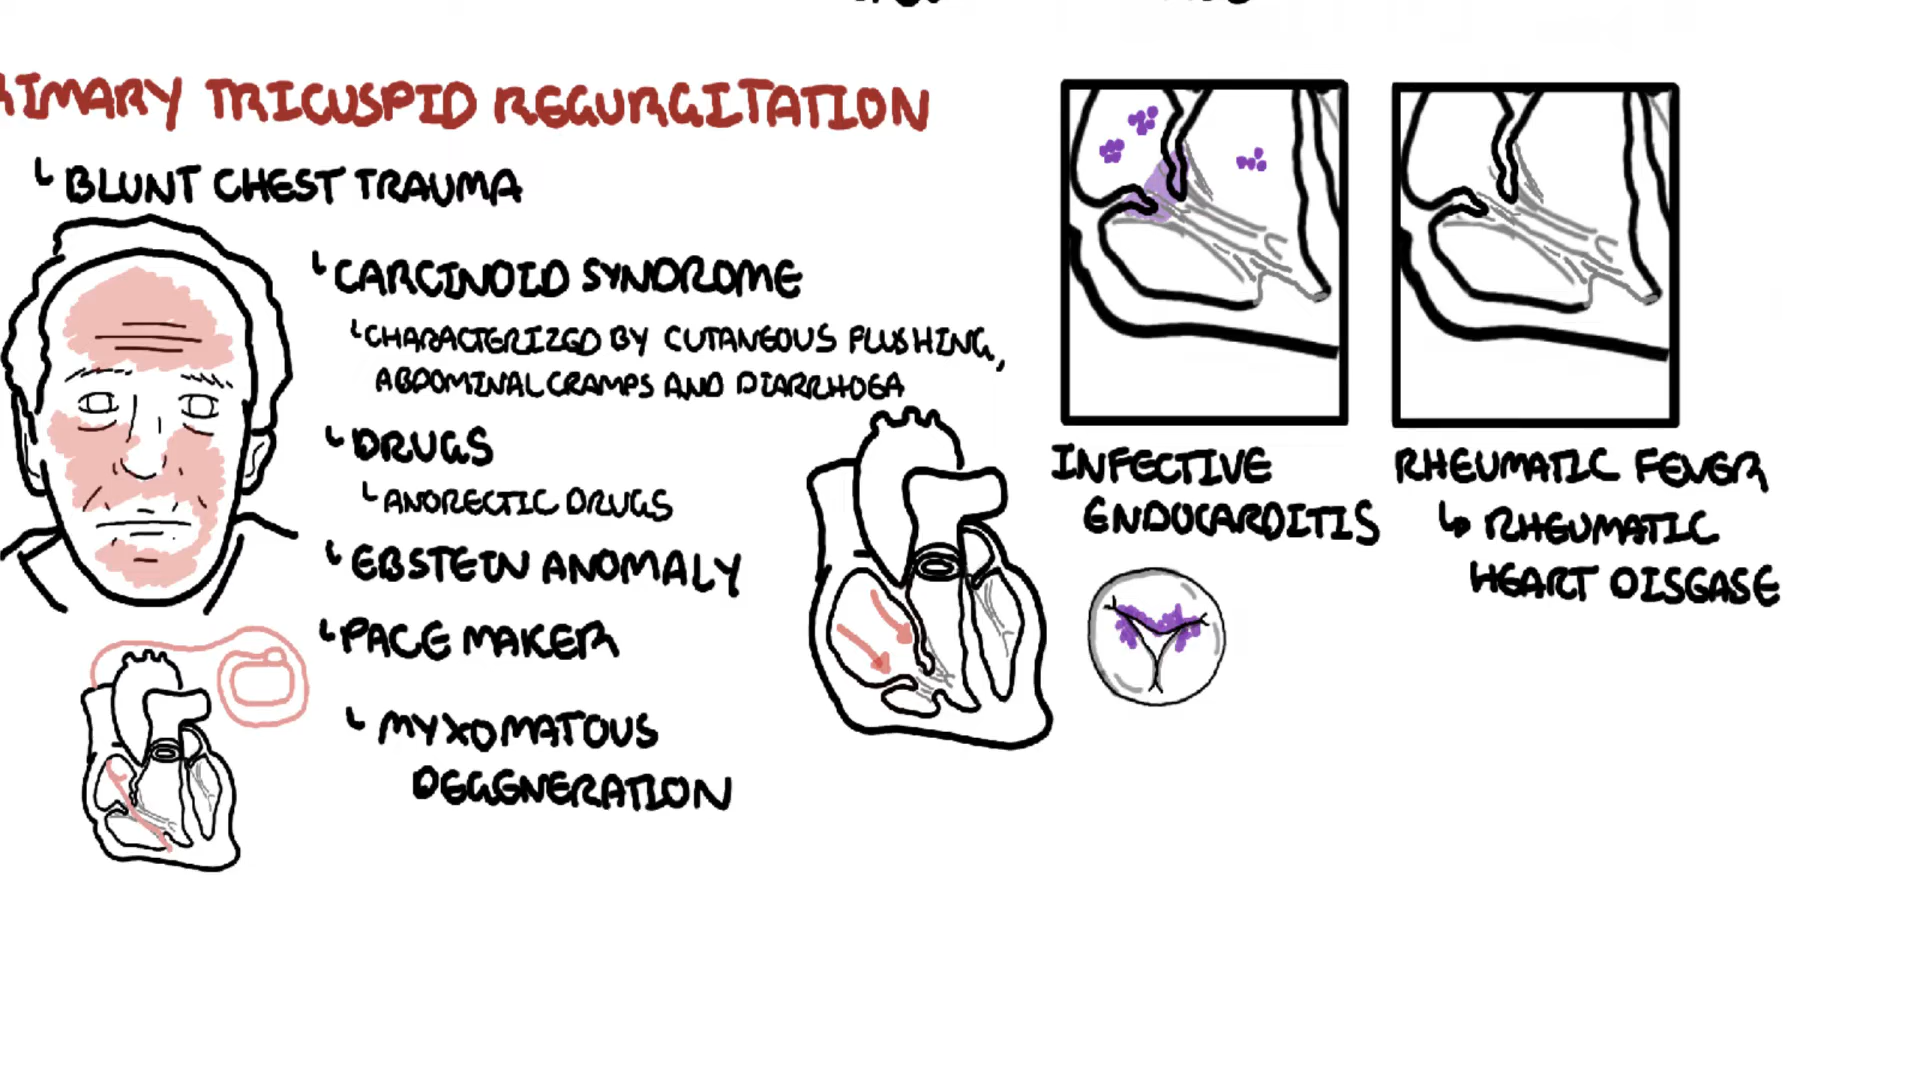 RIMARY TRICUSPID REGURGITATION
BLUNT CHEST TRAUMA
CARCINOID SYNDROME
CHARACTERIZED BY CUTANEOUS FLUSHING,
ABDOMINAL CRAMPS AND DIARRHOEA
DRUGS
ANORECTIC DRUGS
EBSTEIN ANOMALY
PACE MAKER
MYXOMATOUS
DEGENERATION
INFECTIVE
ENDOCARDITIS
RHEUMATIC FEVER
↳ RHEUMATIC
HEART DISEASE